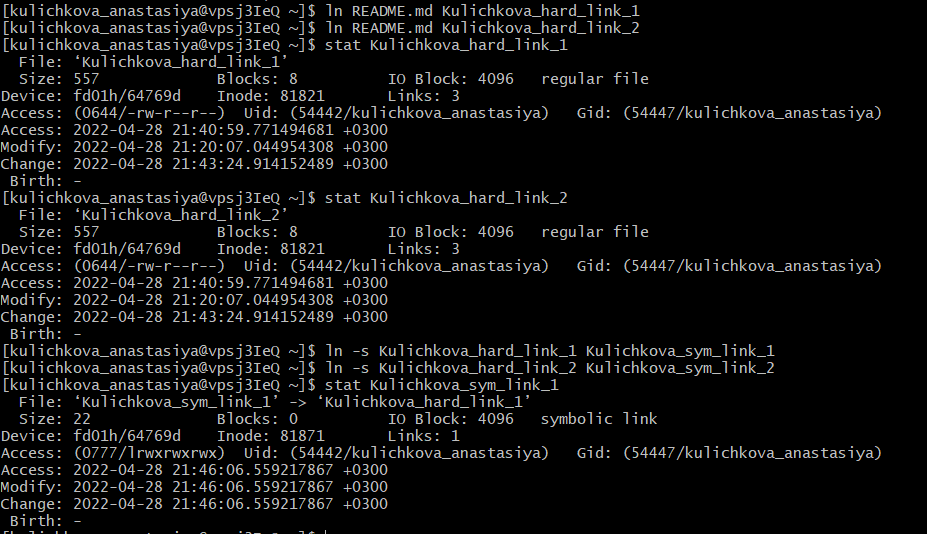 [kulichkova_anastasiya@vpsj3IeQ ~]$ ln README.md Kulichkova_hard_link_1
[kulichkova_anastasiya@vpsj3IeQ ~]$ ln README.md Kulichkova_hard_link_2
[kulichkova_anastasiya@vpsj3IeQ ~]$ stat Kulichkova_hard_link_1
  File: ‘Kulichkova_hard_link_1’
  Size: 557             Blocks: 8          IO Block: 4096   regular file
Device: fd01h/64769d    Inode: 81821       Links: 3
Access: (0644/-rw-r--r--)  Uid: (54442/kulichkova_anastasiya)   Gid: (54447/kulichkova_anastasiya)
Access: 2022-04-28 21:40:59.771494681 +0300
Modify: 2022-04-28 21:20:07.044954308 +0300
Change: 2022-04-28 21:43:24.914152489 +0300
 Birth: -
[kulichkova_anastasiya@vpsj3IeQ ~]$ stat Kulichkova_hard_link_2
  File: ‘Kulichkova_hard_link_2’
  Size: 557             Blocks: 8          IO Block: 4096   regular file
Device: fd01h/64769d    Inode: 81821       Links: 3
Access: (0644/-rw-r--r--)  Uid: (54442/kulichkova_anastasiya)   Gid: (54447/kulichkova_anastasiya)
Access: 2022-04-28 21:40:59.771494681 +0300
Modify: 2022-04-28 21:20:07.044954308 +0300
Change: 2022-04-28 21:43:24.914152489 +0300
 Birth: -
[kulichkova_anastasiya@vpsj3IeQ ~]$ ln -s Kulichkova_hard_link_1 Kulichkova_sym_link_1
[kulichkova_anastasiya@vpsj3IeQ ~]$ ln -s Kulichkova_hard_link_2 Kulichkova_sym_link_2
[kulichkova_anastasiya@vpsj3IeQ ~]$ stat Kulichkova_sym_link_1
  File: ‘Kulichkova_sym_link_1’ -> ‘Kulichkova_hard_link_1’
  Size: 22              Blocks: 0          IO Block: 4096   symbolic link
Device: fd01h/64769d    Inode: 81871       Links: 1
Access: (0777/lrwxrwxrwx)  Uid: (54442/kulichkova_anastasiya)   Gid: (54447/kulichkova_anastasiya)
Access: 2022-04-28 21:46:06.559217867 +0300
Modify: 2022-04-28 21:46:06.559217867 +0300
Change: 2022-04-28 21:46:06.559217867 +0300
 Birth: -
[kulichkova_anastasiya@vpsj3IeQ ~]$